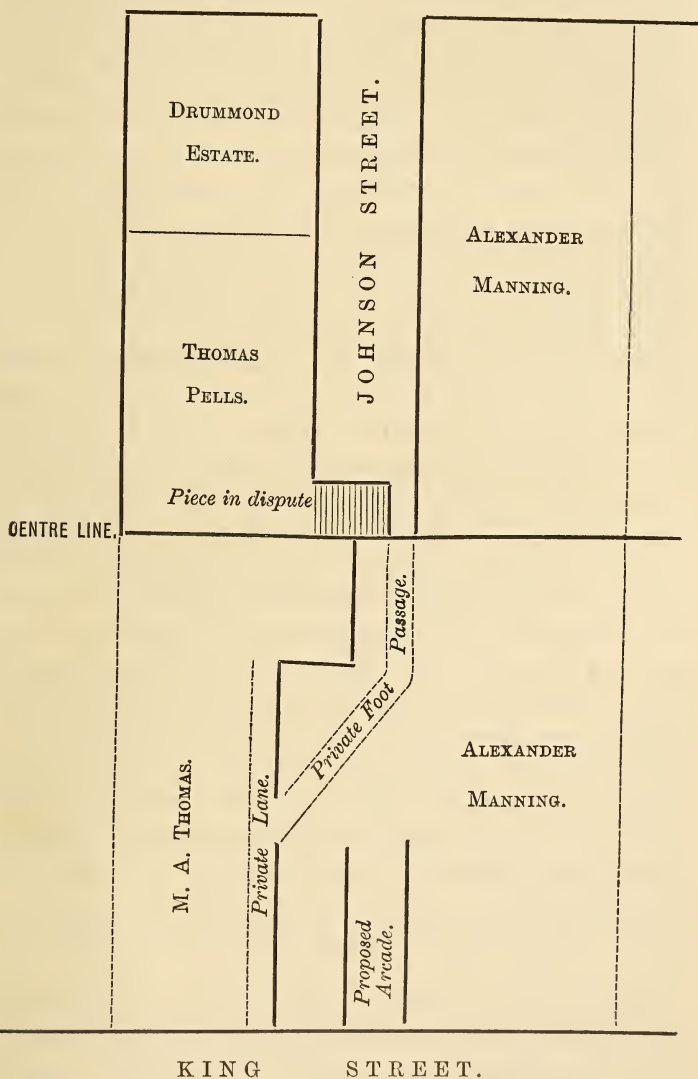 DRUMMOND
ESTATE.
JOHNSON STREET.
ALEXANDER
MANNING.
THOMAS
PELLS.
Piece in dispute
CENTRE LINE.
Passage.
Private Foot
ALEXANDER
MANNING.
M. A. THOMAS.
Private Lane.
Proposed
Arcade.
KING STREET.